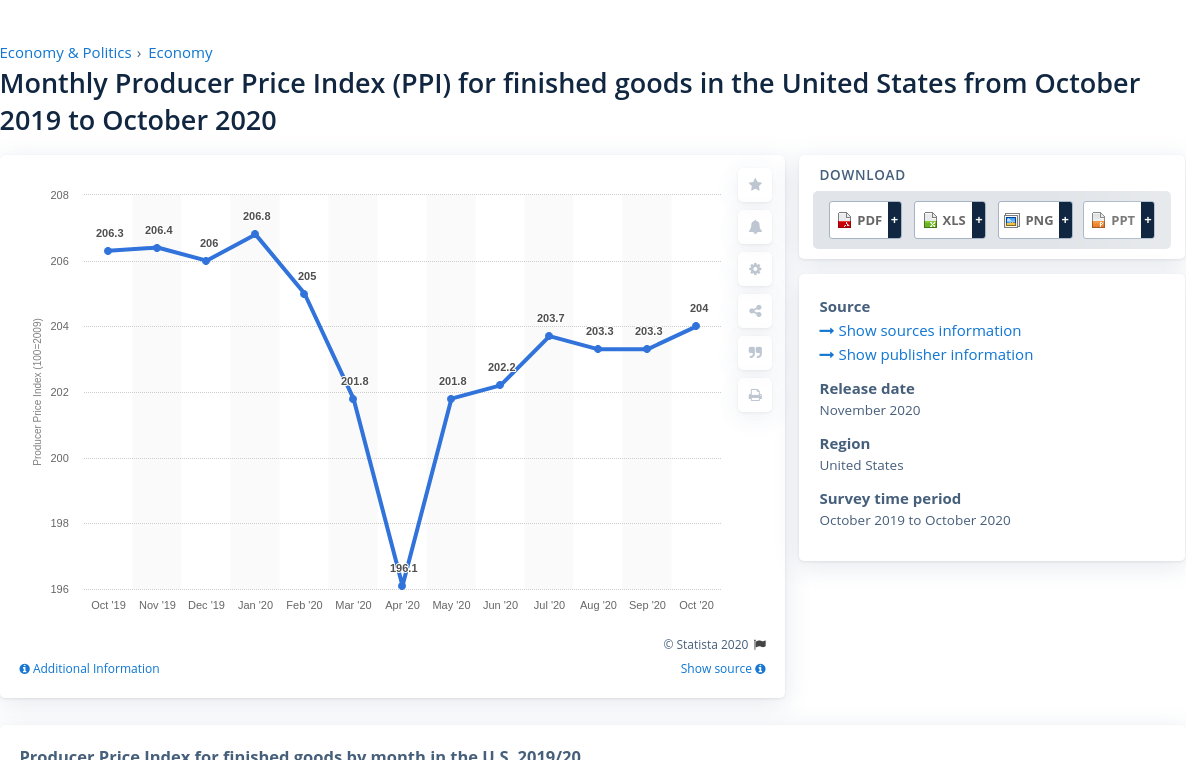 Economy & Politics › Economy
Monthly Producer Price Index (PPI) for finished goods in the United States from October
2019 to October 2020
DOWNLOAD
PDF +
XLS +
PNG +
PPT +
208
206
204
202
200
198
196
Producer Price Index (100=2009)
206.3
206.4
206
206.8
205
201.8
196.1
201.8
202.2
203.7
203.3
203.3
204
Oct '19
Nov '19
Dec '19
Jan '20
Feb '20
Mar '20
Apr '20
May '20
Jun '20
Jul '20
Aug '20
Sep '20
Oct '20
© Statista 2020
Additional Information
Show source
Source
Show sources information
Show publisher information
Release date
November 2020
Region
United States
Survey time period
October 2019 to October 2020
Producer Price Index for finished goods by month in the U.S. 2019/20